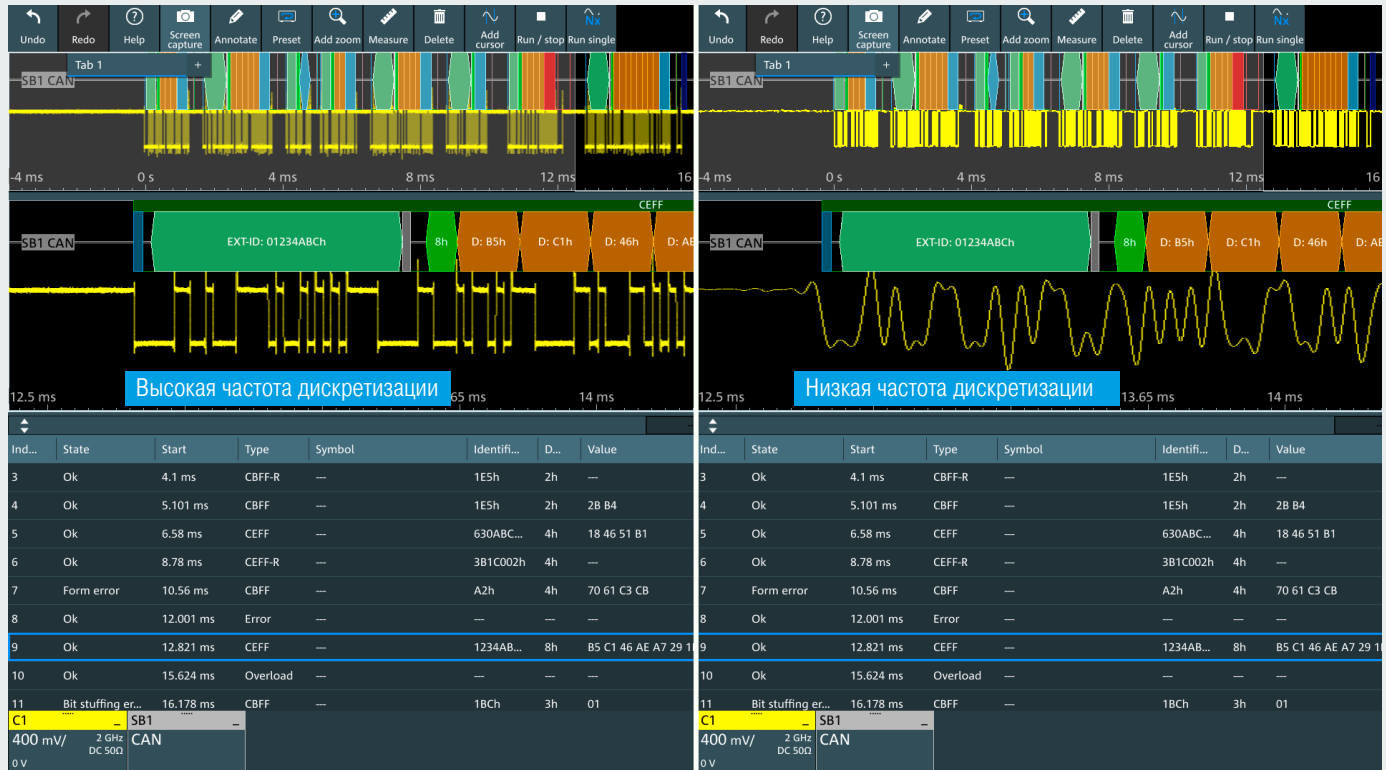 Undo Redo Help Screen capture Annotate Preset Add zoom Measure Delete Add cursor Run / stop Run single
Tab 1 +
SB1 CAN
-4 ms 0 s 4 ms 8 ms 12 ms 16
CEFF
SB1 CAN EXT-ID: 01234ABCh 8h D: B5h D: C1h D: 46h D: AE
Высокая частота дискретизации
12.5 ms 65 ms 14 ms
Ind... State Start Type Symbol Identifi... D... Value
3 Ok 4.1 ms CBFF-R --- 1E5h 2h ---
4 Ok 5.101 ms CBFF --- 1E5h 2h 2B B4
5 Ok 6.58 ms CEFF --- 630ABC... 4h 18 46 51 B1
6 Ok 8.78 ms CEFF-R --- 3B1C002h 4h ---
7 Form error 10.56 ms CBFF --- A2h 4h 70 61 C3 CB
8 Ok 12.001 ms Error --- --- --- ---
9 Ok 12.821 ms CEFF --- 1234AB... 8h B5 C1 46 AE A7 29
10 Ok 15.624 ms Overload --- --- --- ---
11 Bit stuffing er... 16.178 ms CBFF --- 1BCh 3h 01
C1 SB1
400 mV/ 2 GHz CAN
DC 50Ω
0 V
Undo Redo Help Screen capture Annotate Preset Add zoom Measure Delete Add cursor Run / stop Run single
Tab 1 +
SB1 CAN
-4 ms 0 s 4 ms 8 ms 12 ms 16
CEFF
SB1 CAN EXT-ID: 01234ABCh 8h D: B5h D: C1h D: 46h D: AE
Низкая частота дискретизации
12.5 ms 13.65 ms 14 ms
Ind... State Start Type Symbol Identifi... D... Value
3 Ok 4.1 ms CBFF-R --- 1E5h 2h ---
4 Ok 5.101 ms CBFF --- 1E5h 2h 2B B4
5 Ok 6.58 ms CEFF --- 630ABC... 4h 18 46 51 B1
6 Ok 8.78 ms CEFF-R --- 3B1C002h 4h ---
7 Form error 10.56 ms CBFF --- A2h 4h 70 61 C3 CB
8 Ok 12.001 ms Error --- --- --- ---
9 Ok 12.821 ms CEFF --- 1234AB... 8h B5 C1 46 AE A7 29
10 Ok 15.624 ms Overload --- --- --- ---
11 Bit stuffing er... 16.178 ms CBFF --- 1BCh 3h 01
C1 SB1
400 mV/ 2 GHz CAN
DC 50Ω
0 V